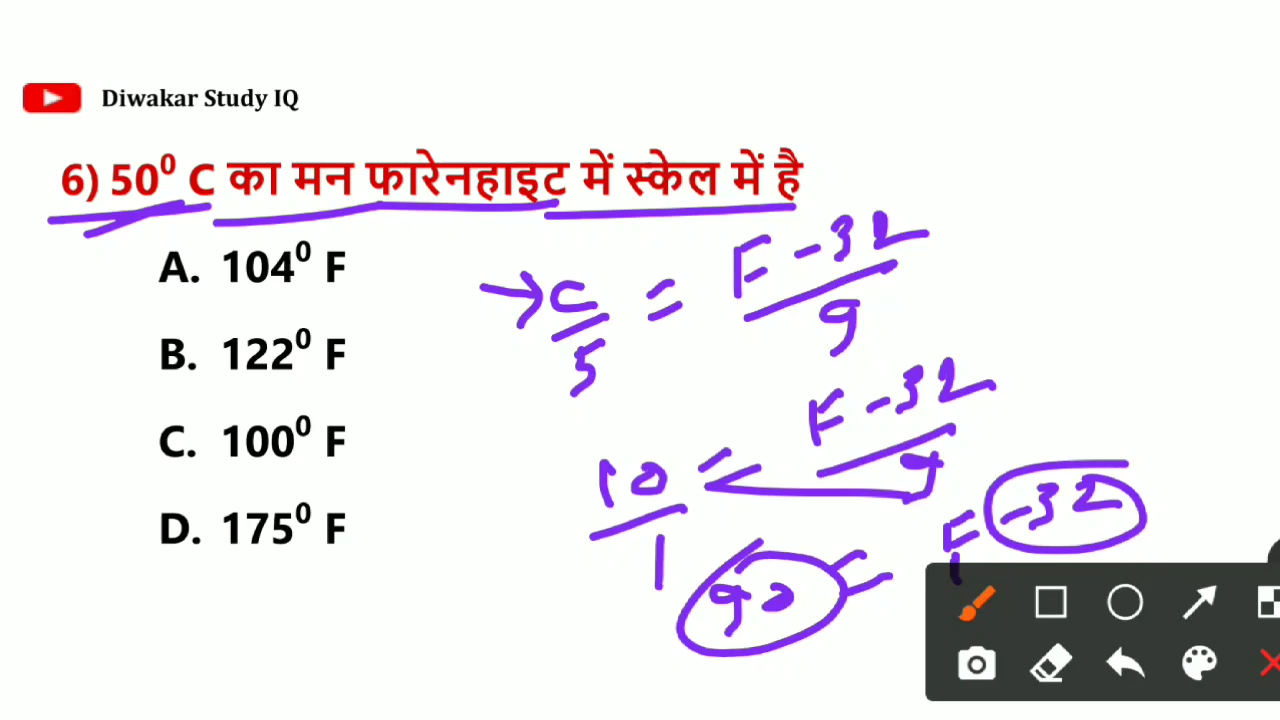 Diwakar Study IQ
6) 50⁰ C का मन फारेनहाइट में स्केल में है
A. 104⁰ F
B. 122⁰ F
C. 100⁰ F
D. 175⁰ F
→ C/5 = F-32/9
10/1 = F-32/9
90 = F-32